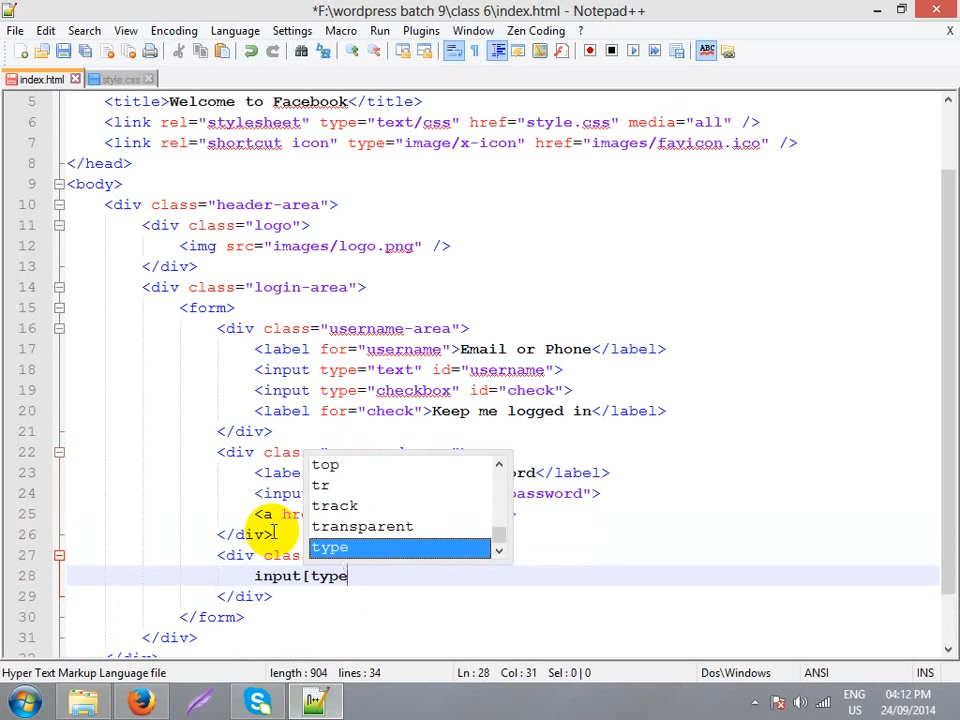 *F:\wordpress batch 9\class 6\index.html - Notepad++
File Edit Search View Encoding Language Settings Macro Run Plugins Window Zen Coding ? X
index.html style.css
5 <title>Welcome to Facebook</title>
6 <link rel="stylesheet" type="text/css" href="style.css" media="all" />
7 <link rel="shortcut icon" type="image/x-icon" href="images/favicon.ico" />
8 </head>
9 <body>
10 <div class="header-area">
11 <div class="logo">
12 <img src="images/logo.png" />
13 </div>
14 <div class="login-area">
15 <form>
16 <div class="username-area">
17 <label for="username">Email or Phone</label>
18 <input type="text" id="username">
19 <input type="checkbox" id="check">
20 <label for="check">Keep me logged in</label>
21 </div>
22 <div clas
23 <labe rd</label>
24 <inpu password">
25 <a hr >
26 </div>
27 <div clas
28 input[type
29 </div>
30 </form>
31 </div>
top
tr
track
transparent
type
Hyper Text Markup Language file length : 904 lines : 34 Ln : 28 Col : 31 Sel : 0 | 0 Dos\Windows ANSI INS
ABC
ENG 04:12 PM
US 24/09/2014